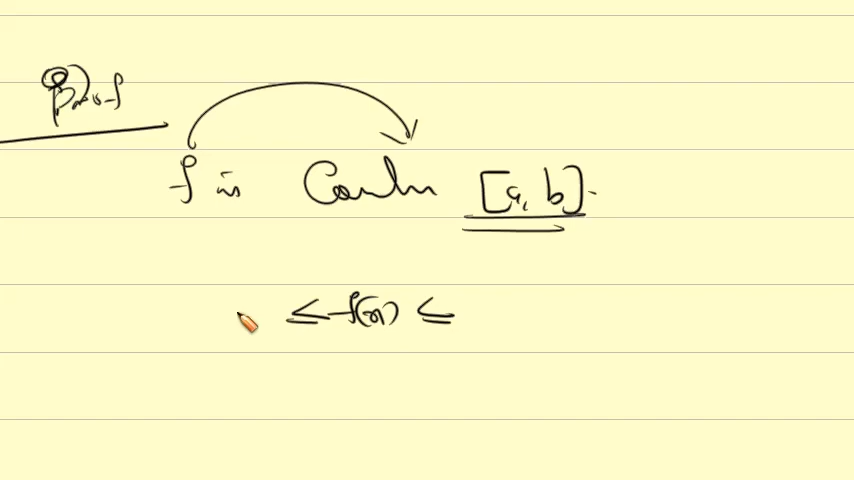 Proof
f is Contn [a, b].
≤ f(x) ≤